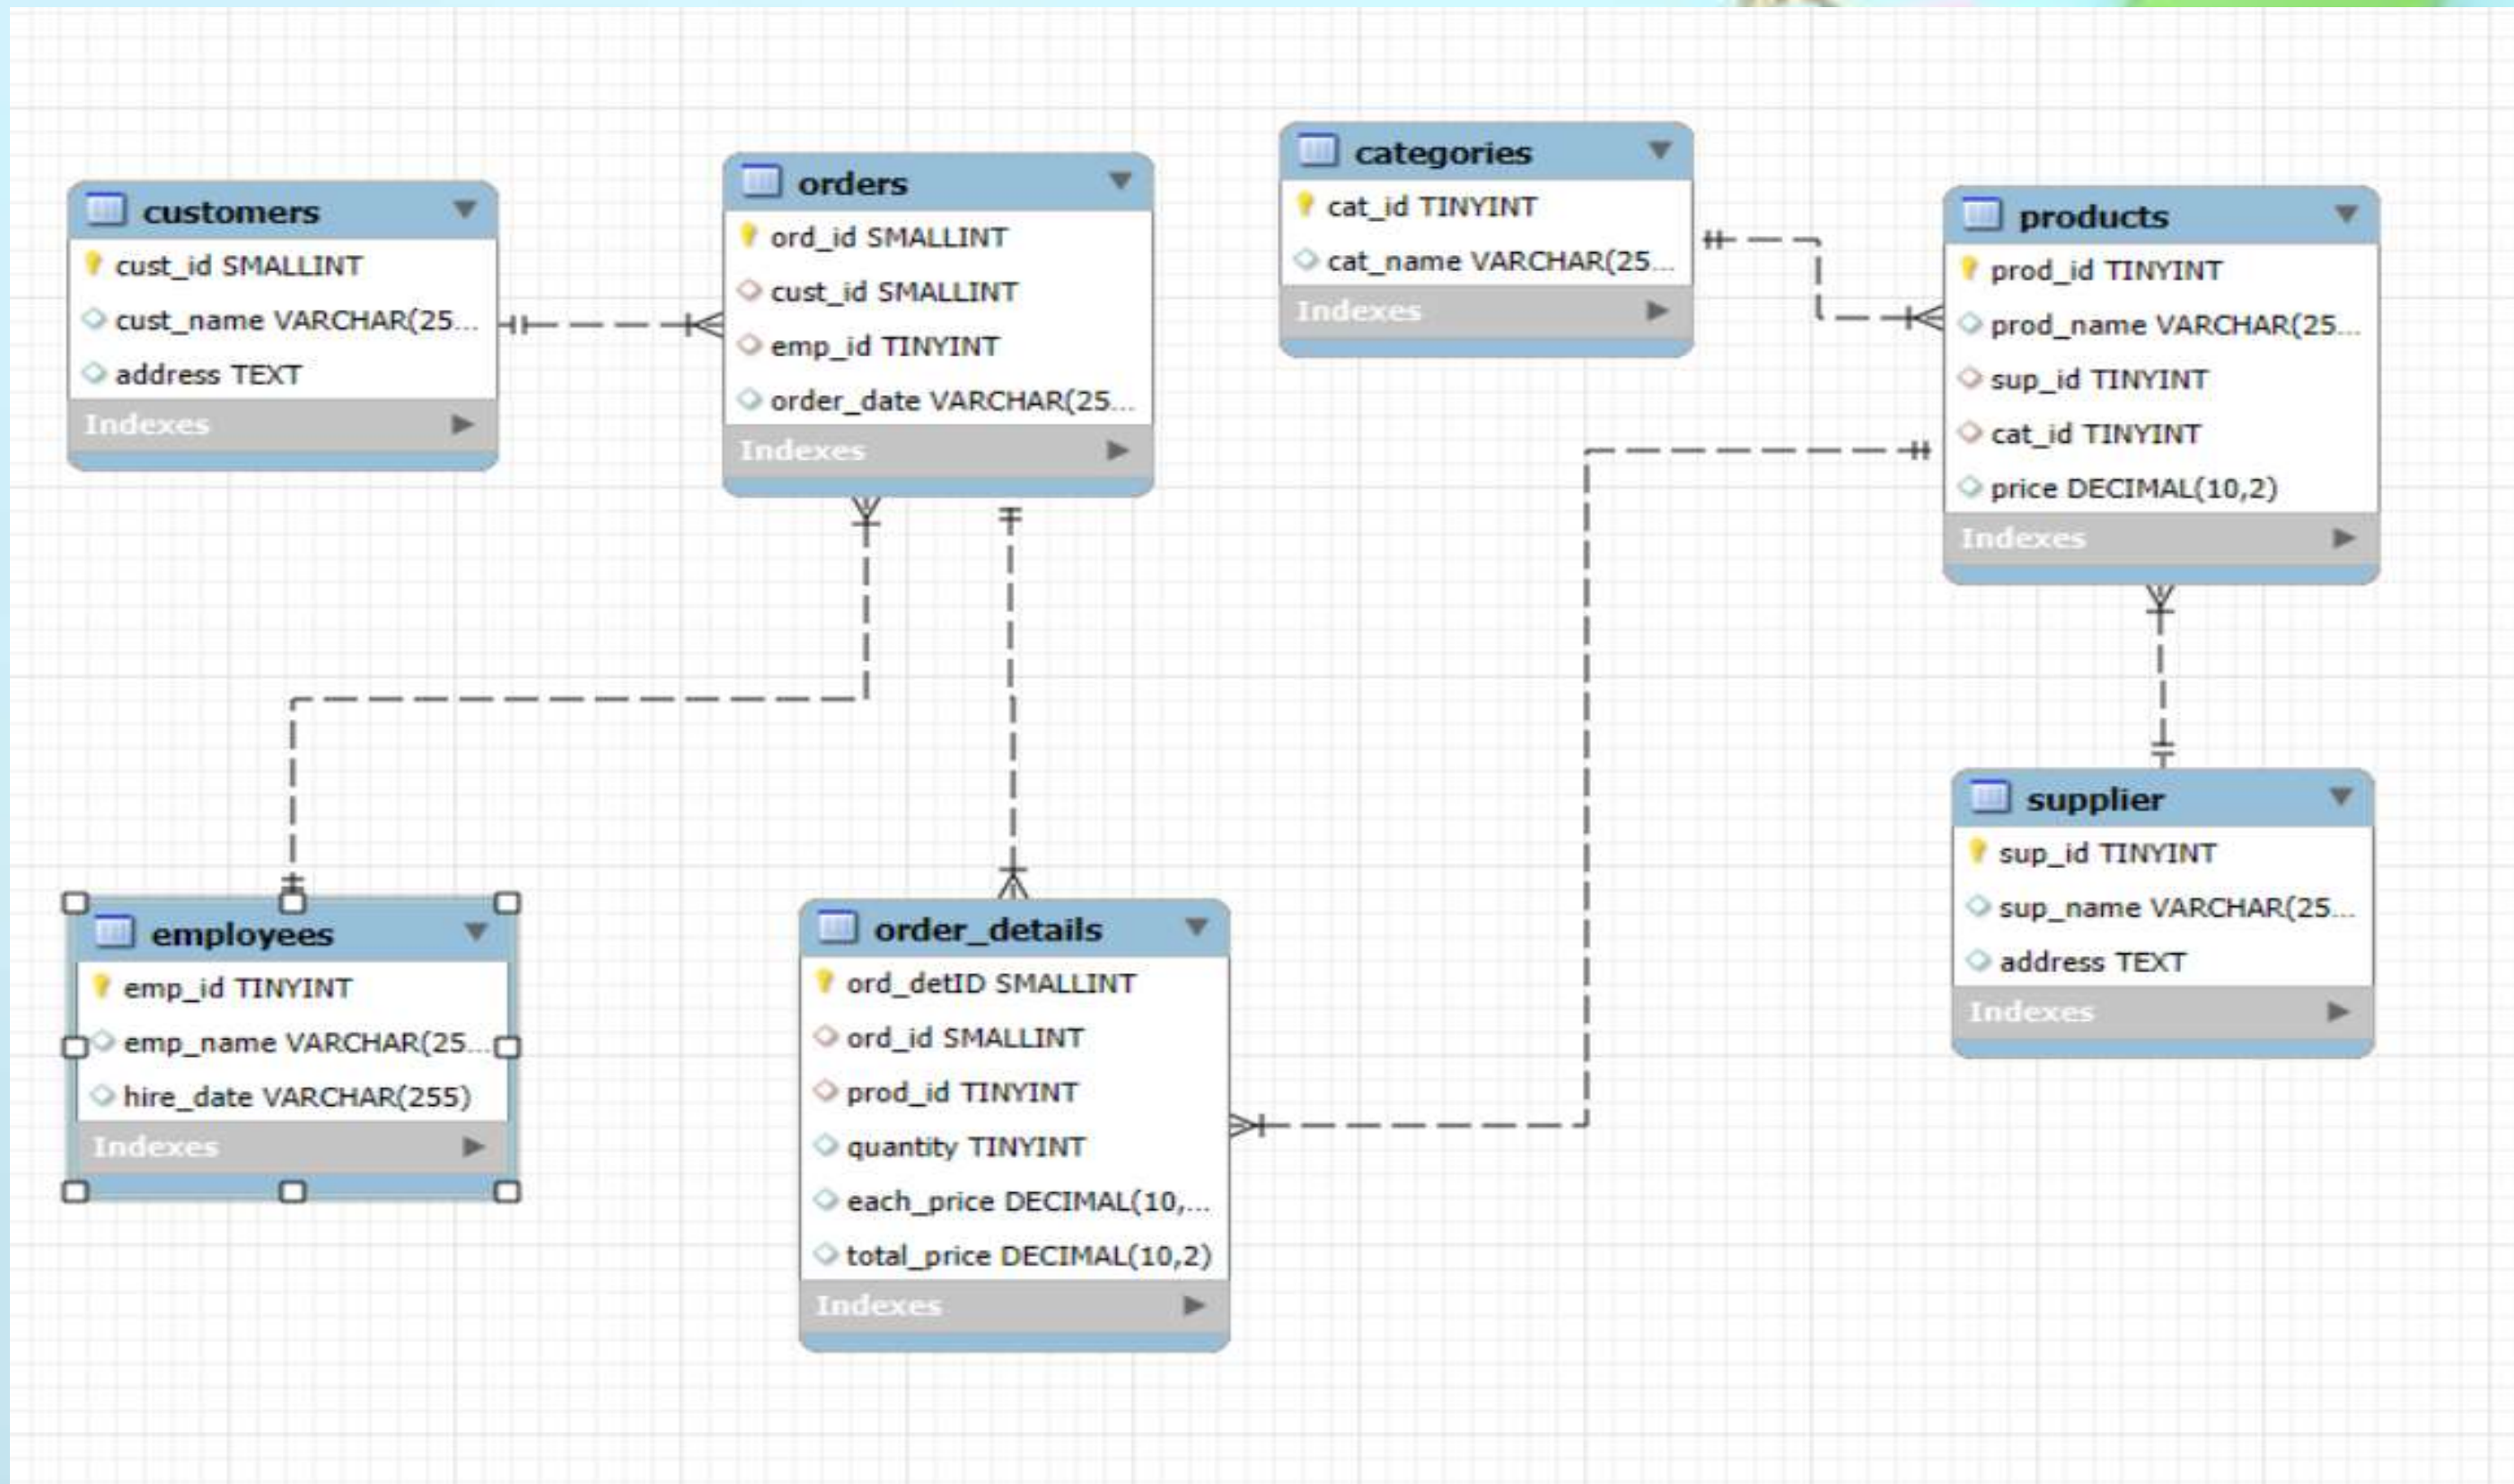 customers
cust_id SMALLINT
cust_name VARCHAR(25...
address TEXT
Indexes
orders
ord_id SMALLINT
cust_id SMALLINT
emp_id TINYINT
order_date VARCHAR(25...
Indexes
categories
cat_id TINYINT
cat_name VARCHAR(25...
Indexes
products
prod_id TINYINT
prod_name VARCHAR(25...
sup_id TINYINT
cat_id TINYINT
price DECIMAL(10,2)
Indexes
employees
emp_id TINYINT
emp_name VARCHAR(25...
hire_date VARCHAR(255)
Indexes
order_details
ord_detID SMALLINT
ord_id SMALLINT
prod_id TINYINT
quantity TINYINT
each_price DECIMAL(10,...
total_price DECIMAL(10,2)
Indexes
supplier
sup_id TINYINT
sup_name VARCHAR(25...
address TEXT
Indexes